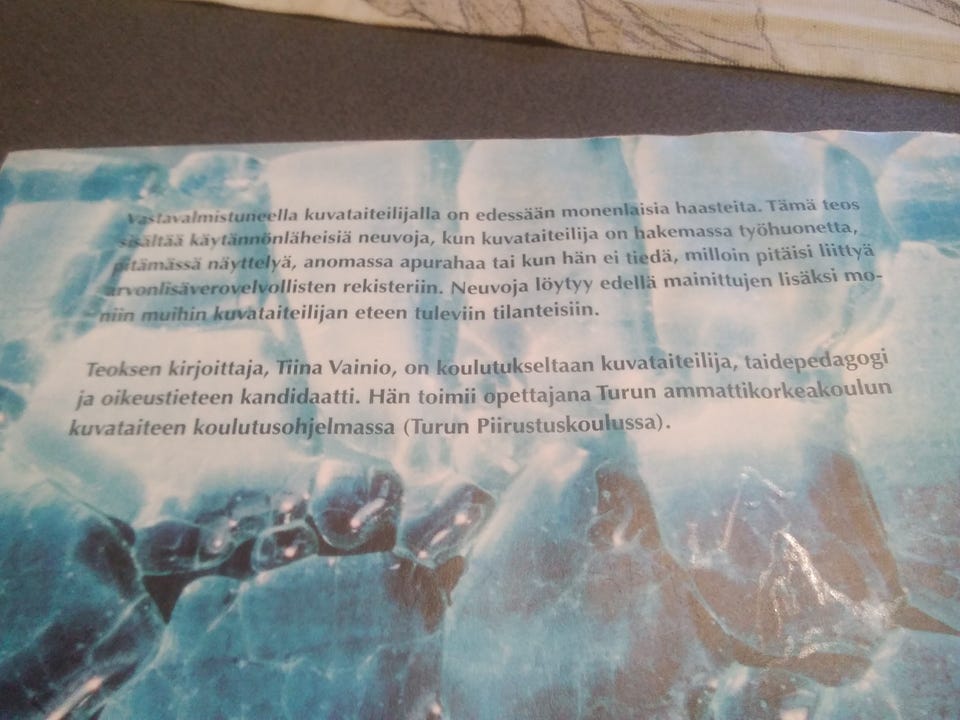 Vastavalmistuneella kuvataiteilijalla on edessään monenlaisia haasteita. Tämä teos
sisältää käytännönläheisiä neuvoja, kun kuvataiteilija on hakemassa työhuonetta,
pitämässä näyttelyä, anomassa apurahaa tai kun hän ei tiedä, milloin pitäisi liittyä
arvonlisäverovelvollisten rekisteriin. Neuvoja löytyy edellä mainittujen lisäksi mo-
niin muihin kuvataiteilijan eteen tuleviin tilanteisiin.
Teoksen kirjoittaja, Tiina Vainio, on koulutukseltaan kuvataiteilija, taidepedagogi
ja oikeustieteen kandidaatti. Hän toimii opettajana Turun ammattikorkeakoulun
kuvataiteen koulutusohjelmassa (Turun Piirustuskoulussa).